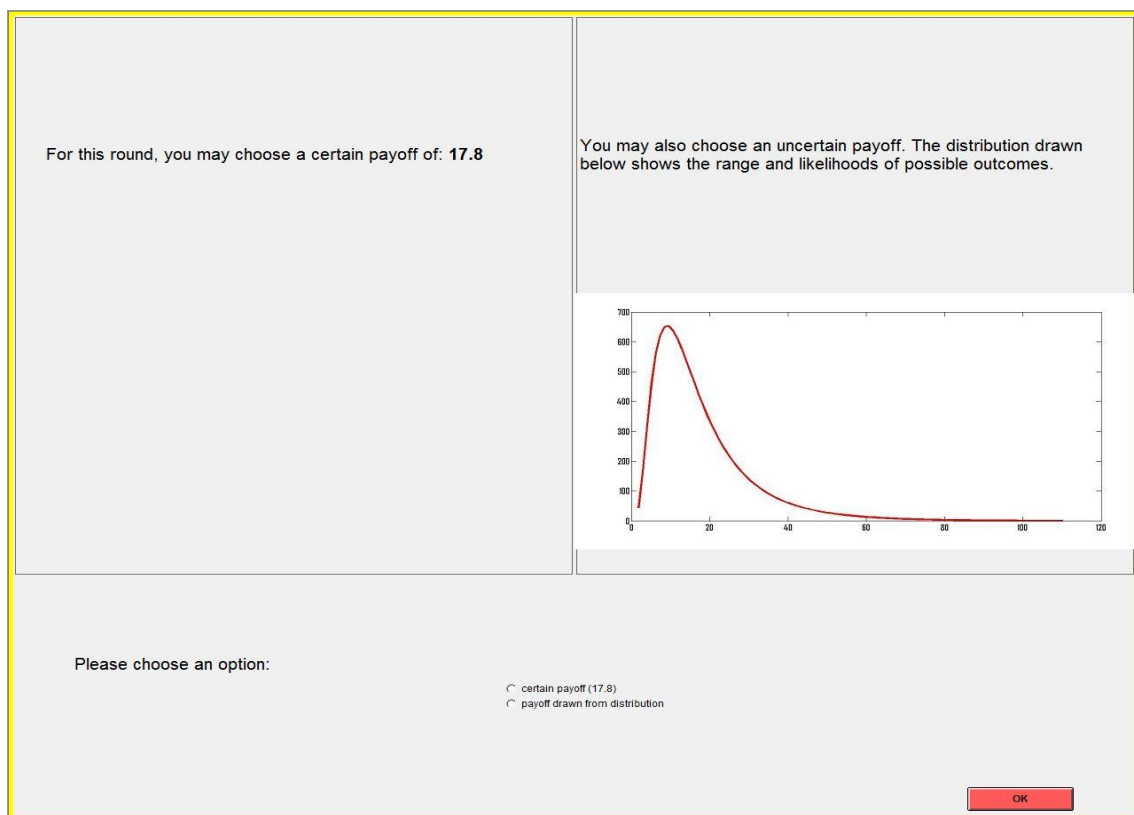 For this round, you may choose a certain payoff of: 17.8
You may also choose an uncertain payoff. The distribution drawn
below shows the range and likelihoods of possible outcomes.
700
600
500
400
300
200
100
0
0 20 40 60 80 100 120
Please choose an option:
certain payoff (17.8)
payoff drawn from distribution
OK